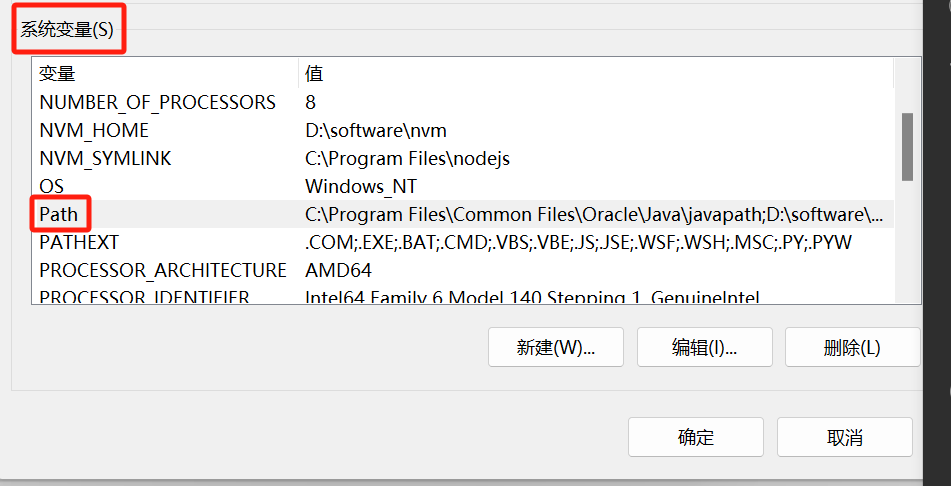 系统变量(S)
变量 值
NUMBER_OF_PROCESSORS 8
NVM_HOME D:\software\nvm
NVM_SYMLINK C:\Program Files\nodejs
OS Windows_NT
Path C:\Program Files\Common Files\Oracle\Java\javapath;D:\software\...
PATHEXT .COM;.EXE;.BAT;.CMD;.VBS;.VBE;.JS;.JSE;.WSF;.WSH;.MSC;.PY;.PYW
PROCESSOR_ARCHITECTURE AMD64
PROCESSOR_IDENTIFIER Intel64 Family 6 Model 140 Stepping 1, GenuineIntel
新建(W)... 编辑(I)... 删除(L)
确定 取消